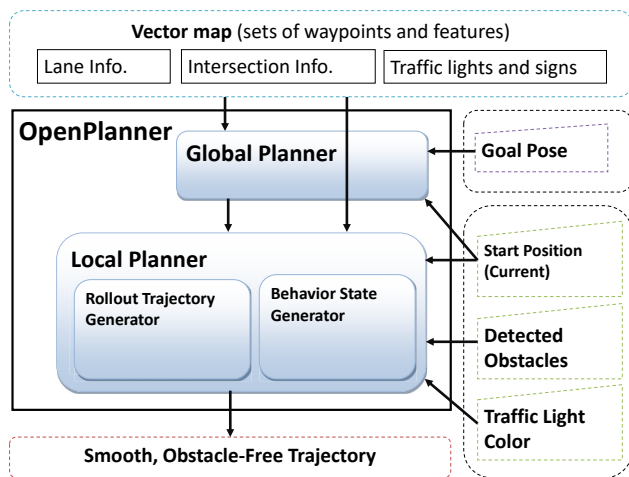 Vector map (sets of waypoints and features)
Lane Info.
Intersection Info.
Traffic lights and signs
OpenPlanner
Global Planner
Goal Pose
Local Planner
Rollout Trajectory
Generator
Behavior State
Generator
Start Position
(Current)
Detected
Obstacles
Traffic Light
Color
Smooth, Obstacle-Free Trajectory